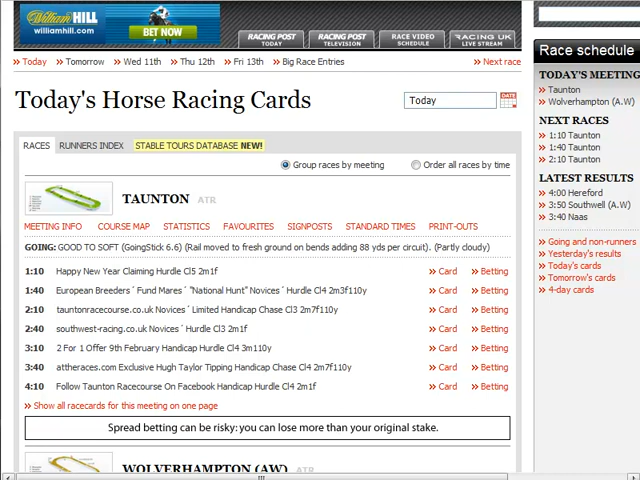 William HILL
williamhill.com
BET NOW
RACING POST TODAY
RACING POST TELEVISION
RACE VIDEO SCHEDULE
RACING UK LIVE STREAM
Today
Tomorrow
Wed 11th
Thu 12th
Fri 13th
Big Race Entries
Next race
Today's Horse Racing Cards
Today
DATE
RACES
RUNNERS INDEX
STABLE TOURS DATABASE NEW!
Group races by meeting
Order all races by time
TAUNTON ATR
MEETING INFO COURSE MAP STATISTICS FAVOURITES SIGNPOSTS STANDARD TIMES PRINT-OUTS
GOING: GOOD TO SOFT (GoingStick 6.6) (Rail moved to fresh ground on bends adding 88 yds per circuit). (Partly cloudy)
1:10 Happy New Year Claiming Hurdle Cl5 2m1f Card Betting
1:40 European Breeders´ Fund Mares´ "National Hunt" Novices´ Hurdle Cl4 2m3f110y Card Betting
2:10 tauntonracecourse.co.uk Novices´ Limited Handicap Chase Cl3 2m7f110y Card Betting
2:40 southwest-racing.co.uk Novices´ Hurdle Cl3 2m1f Card Betting
3:10 2 For 1 Offer 9th February Handicap Hurdle Cl4 3m110y Card Betting
3:40 attheraces.com Exclusive Hugh Taylor Tipping Handicap Chase Cl4 2m7f110y Card Betting
4:10 Follow Taunton Racecourse On Facebook Handicap Hurdle Cl4 2m1f Card Betting
Show all racecards for this meeting on one page
Spread betting can be risky: you can lose more than your original stake.
WOLVERHAMPTON (AW) ATR
Race schedule
TODAY'S MEETING
Taunton
Wolverhampton (A.W)
NEXT RACES
1:10 Taunton
1:40 Taunton
2:10 Taunton
LATEST RESULTS
4:00 Hereford
3:50 Southwell (A.W)
3:40 Naas
Going and non-runners
Yesterday's results
Today's cards
Tomorrow's cards
4-day cards